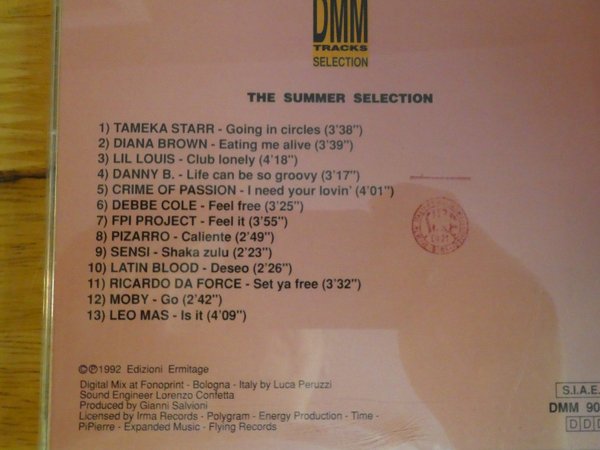 DMM
TRACKS
SELECTION
THE SUMMER SELECTION
1) TAMEKA STARR - Going in circles (3'38")
2) DIANA BROWN - Eating me alive (3'39")
3) LIL LOUIS - Club lonely (4'18")
4) DANNY B. - Life can be so groovy (3'17")
5) CRIME OF PASSION - I need your lovin' (4'01")
6) DEBBE COLE - Feel free (3'25")
7) FPI PROJECT - Feel it (3'55")
8) PIZARRO - Caliente (2'49")
9) SENSI - Shaka zulu (2'23")
10) LATIN BLOOD - Deseo (2'26")
11) RICARDO DA FORCE - Set ya free (3'32")
12) MOBY - Go (2'42")
13) LEO MAS - Is it (4'09")
©℗1992 Edizioni Ermitage
Digital Mix at Fonoprint - Bologna - Italy by Luca Peruzzi
Sound Engineer Lorenzo Confetta
Produced by Gianni Salvioni
Licensed by Irma Records - Polygram - Energy Production - Time -
PiPierre - Expanded Music - Flying Records
S.I.A.E.
DMM 90
DDD